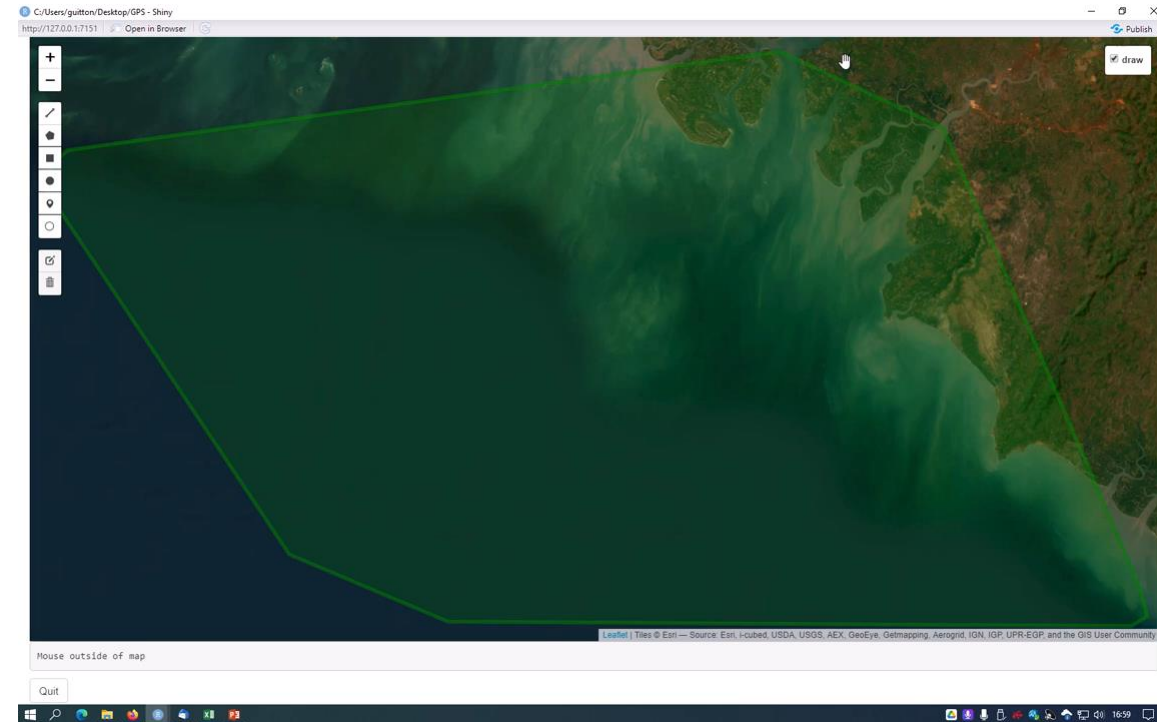 C:/Users/guitton/Desktop/GPS - Shiny
http://127.0.0.1:7151 Open in Browser Publish
+
draw
−
Leaflet | Tiles © Esri — Source: Esri, i-cubed, USDA, USGS, AEX, GeoEye, Getmapping, Aerogrid, IGN, IGP, UPR-EGP, and the GIS User Community
Mouse outside of map
Quit
16:59